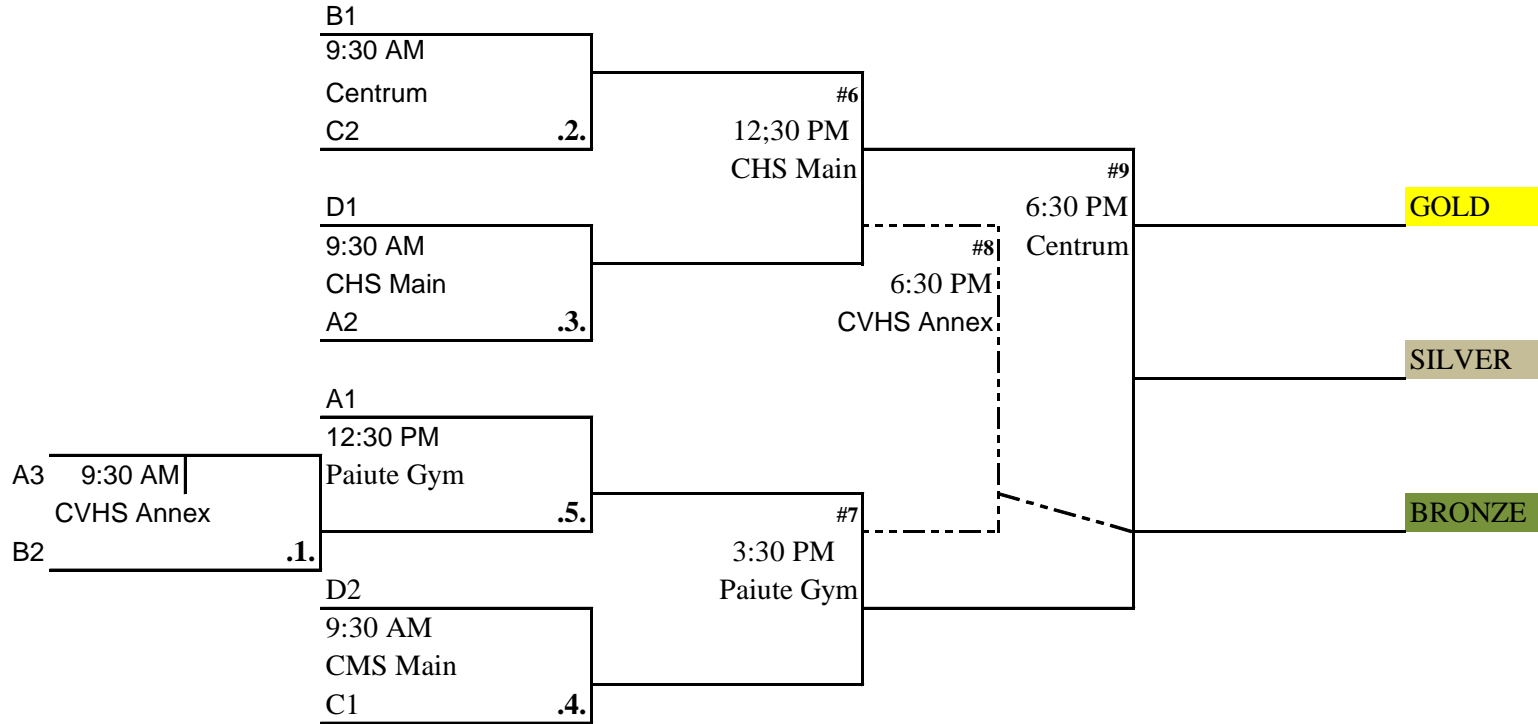 B1
9:30 AM
Centrum
C2 .2.
#6
12;30 PM
CHS Main
D1
9:30 AM
CHS Main
A2 .3.
#8
6:30 PM
CVHS Annex
#9
6:30 PM
Centrum
GOLD
SILVER
BRONZE
A1
12:30 PM
Paiute Gym
.5.
A3 9:30 AM
CVHS Annex
B2 .1.
#7
3:30 PM
Paiute Gym
D2
9:30 AM
CMS Main
C1 .4.